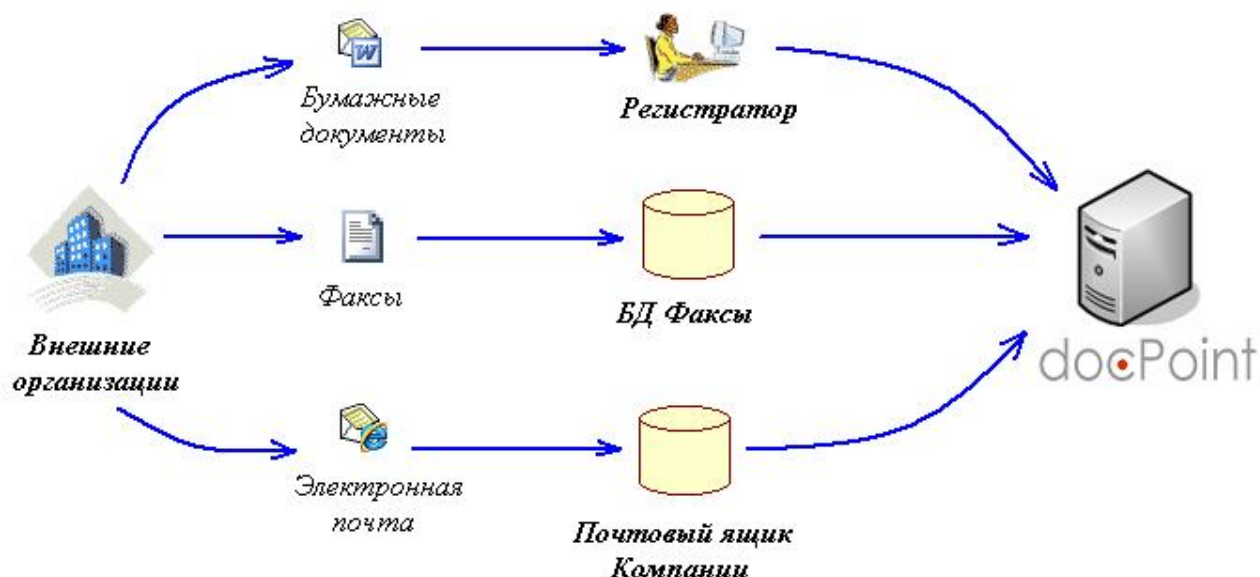 Бумажные
документы
Регистратор
Факсы
БД Факсы
Внешние
организации
docPoint
Электронная
почта
Почтовый ящик
Компании